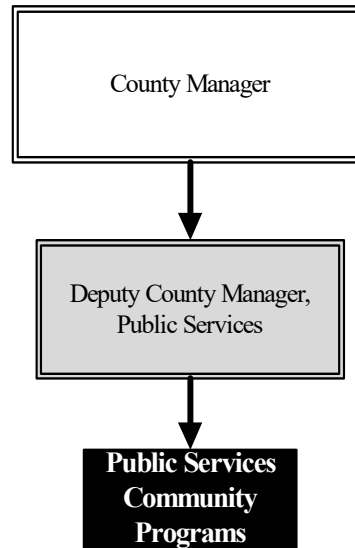 County Manager
Deputy County Manager,
Public Services
Public Services
Community
Programs